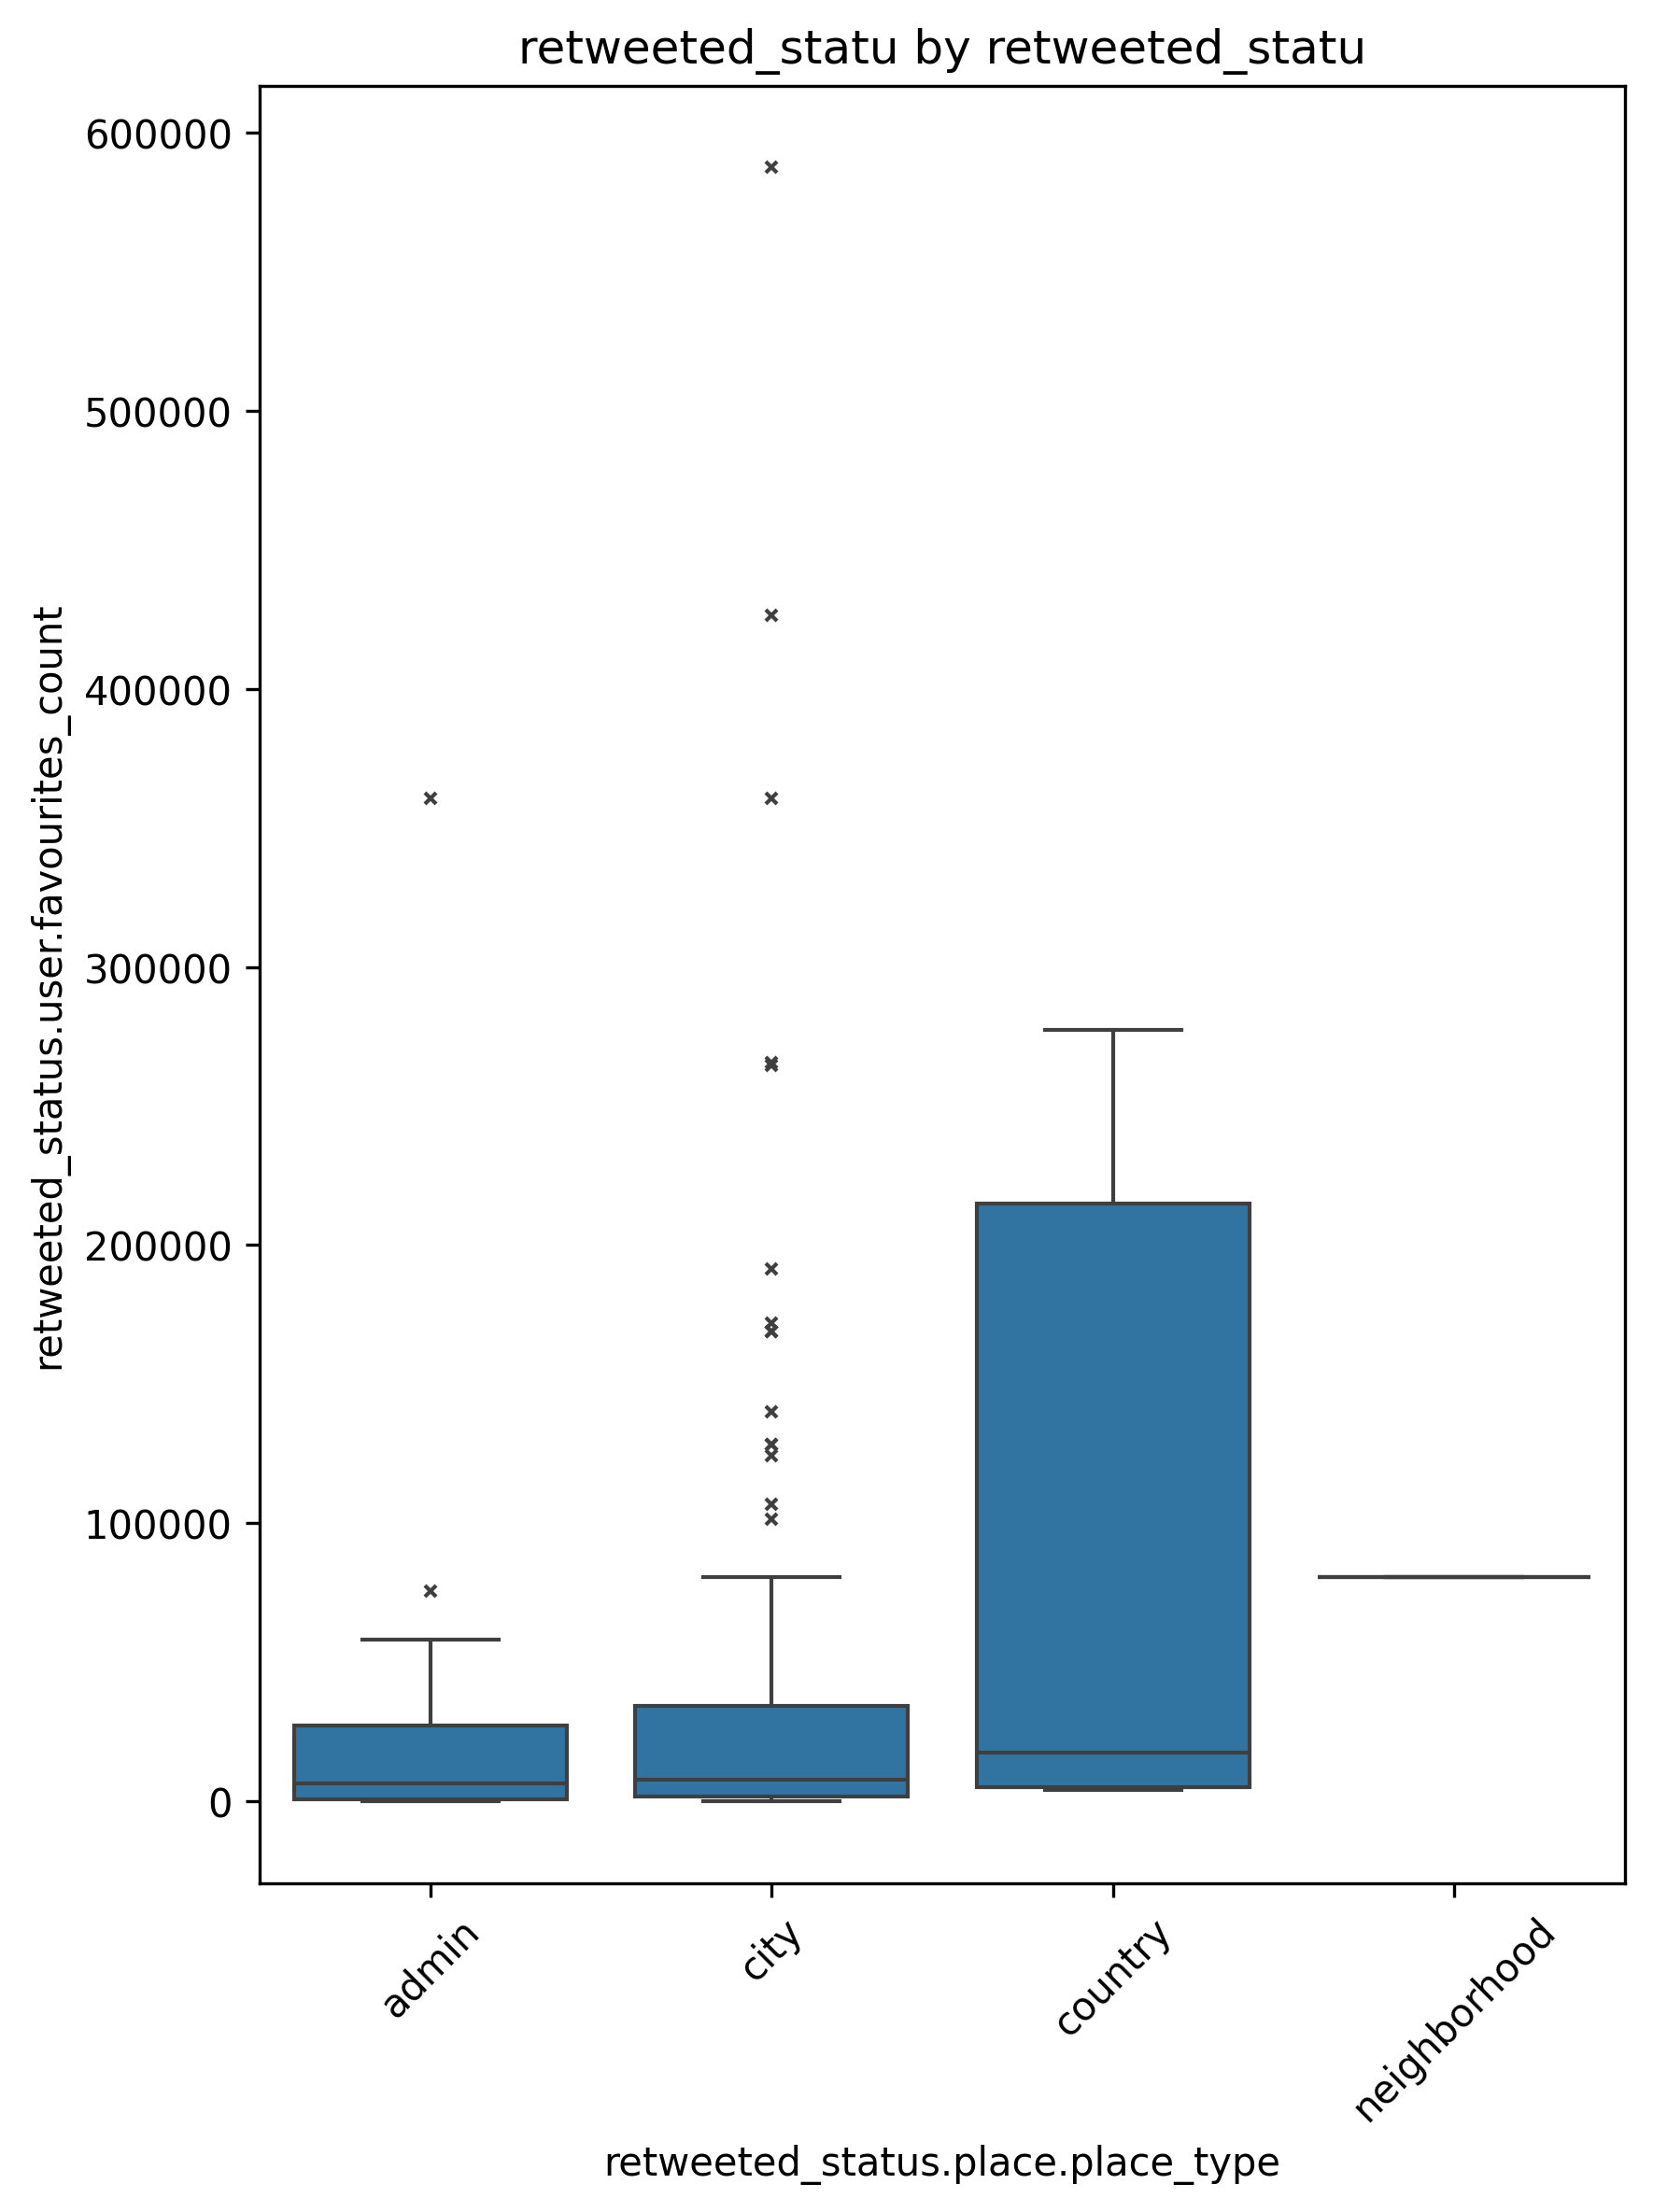 retweeted_statu by retweeted_statu
retweeted_status.user.favourites_count
600000
500000
400000
300000
200000
100000
0
admin
city
country
neighborhood
retweeted_status.place.place_type